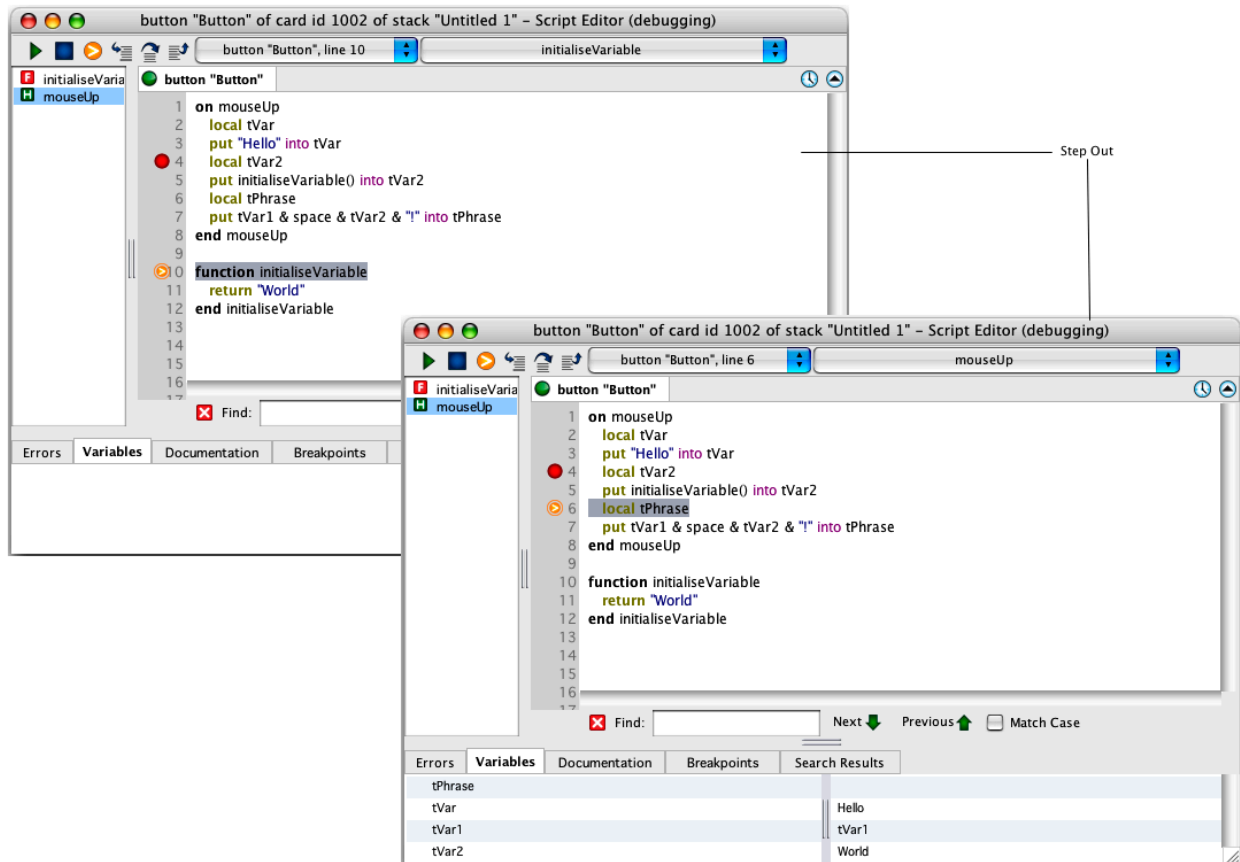 button "Button" of card id 1002 of stack "Untitled 1" – Script Editor (debugging)
button "Button", line 10
initialiseVariable
F initialiseVaria
H mouseUp
button "Button"
1 on mouseUp
2 local tVar
3 put "Hello" into tVar
4 local tVar2
5 put initialiseVariable() into tVar2
6 local tPhrase
7 put tVar1 & space & tVar2 & "!" into tPhrase
8 end mouseUp
9
10 function initialiseVariable
11 return "World"
12 end initialiseVariable
13
14
15
16
17
Find:
Errors Variables Documentation Breakpoints
Step Out
button "Button" of card id 1002 of stack "Untitled 1" – Script Editor (debugging)
button "Button", line 6
mouseUp
F initialiseVaria
H mouseUp
button "Button"
1 on mouseUp
2 local tVar
3 put "Hello" into tVar
4 local tVar2
5 put initialiseVariable() into tVar2
6 local tPhrase
7 put tVar1 & space & tVar2 & "!" into tPhrase
8 end mouseUp
9
10 function initialiseVariable
11 return "World"
12 end initialiseVariable
13
14
15
16
17
Find: Next Previous Match Case
Errors Variables Documentation Breakpoints Search Results
tPhrase
tVar Hello
tVar1 tVar1
tVar2 World